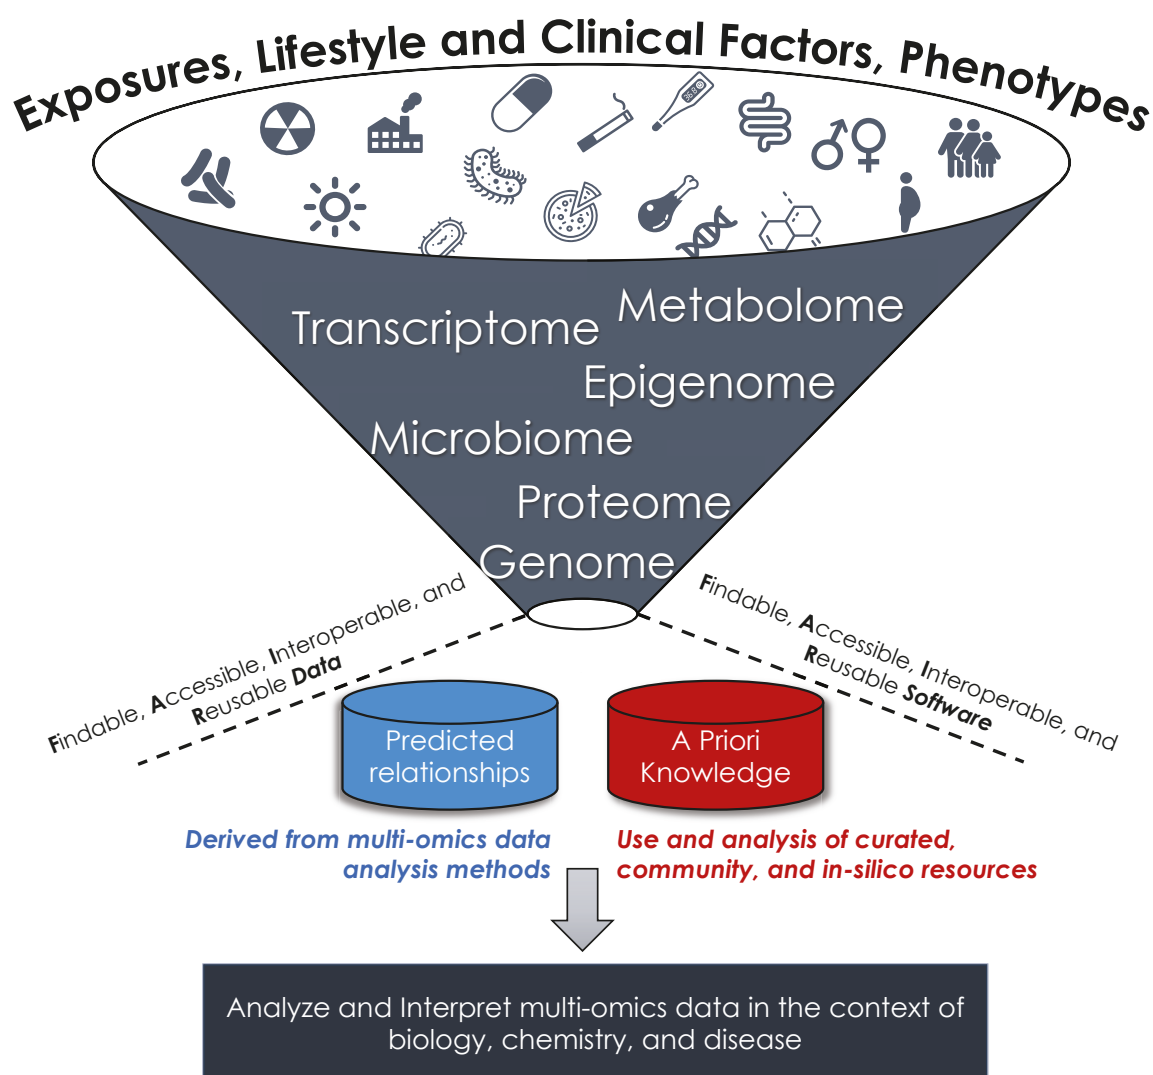 Exposures, Lifestyle and Clinical Factors, Phenotypes
Transcriptome
Metabolome
Epigenome
Microbiome
Proteome
Genome
Findable, Accessible, Interoperable, and
Reusable Data
Findable, Accessible, Interoperable, and
Reusable Software
Predicted
relationships
A Priori
Knowledge
Derived from multi-omics data
analysis methods
Use and analysis of curated,
community, and in-silico resources
Analyze and Interpret multi-omics data in the context of
biology, chemistry, and disease